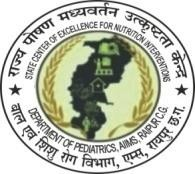 राज्य पोषण मध्यवर्तन उत्कृष्टता केन्द्र
STATE CENTER OF EXCELLENCE FOR NUTRITION INTERVENTION
DEPARTMENT OF PEDIATRICS, AIIMS, RAIPUR C.G.
बाल एवं शिशु रोग विभाग, एम्स, रायपुर छ.ग.